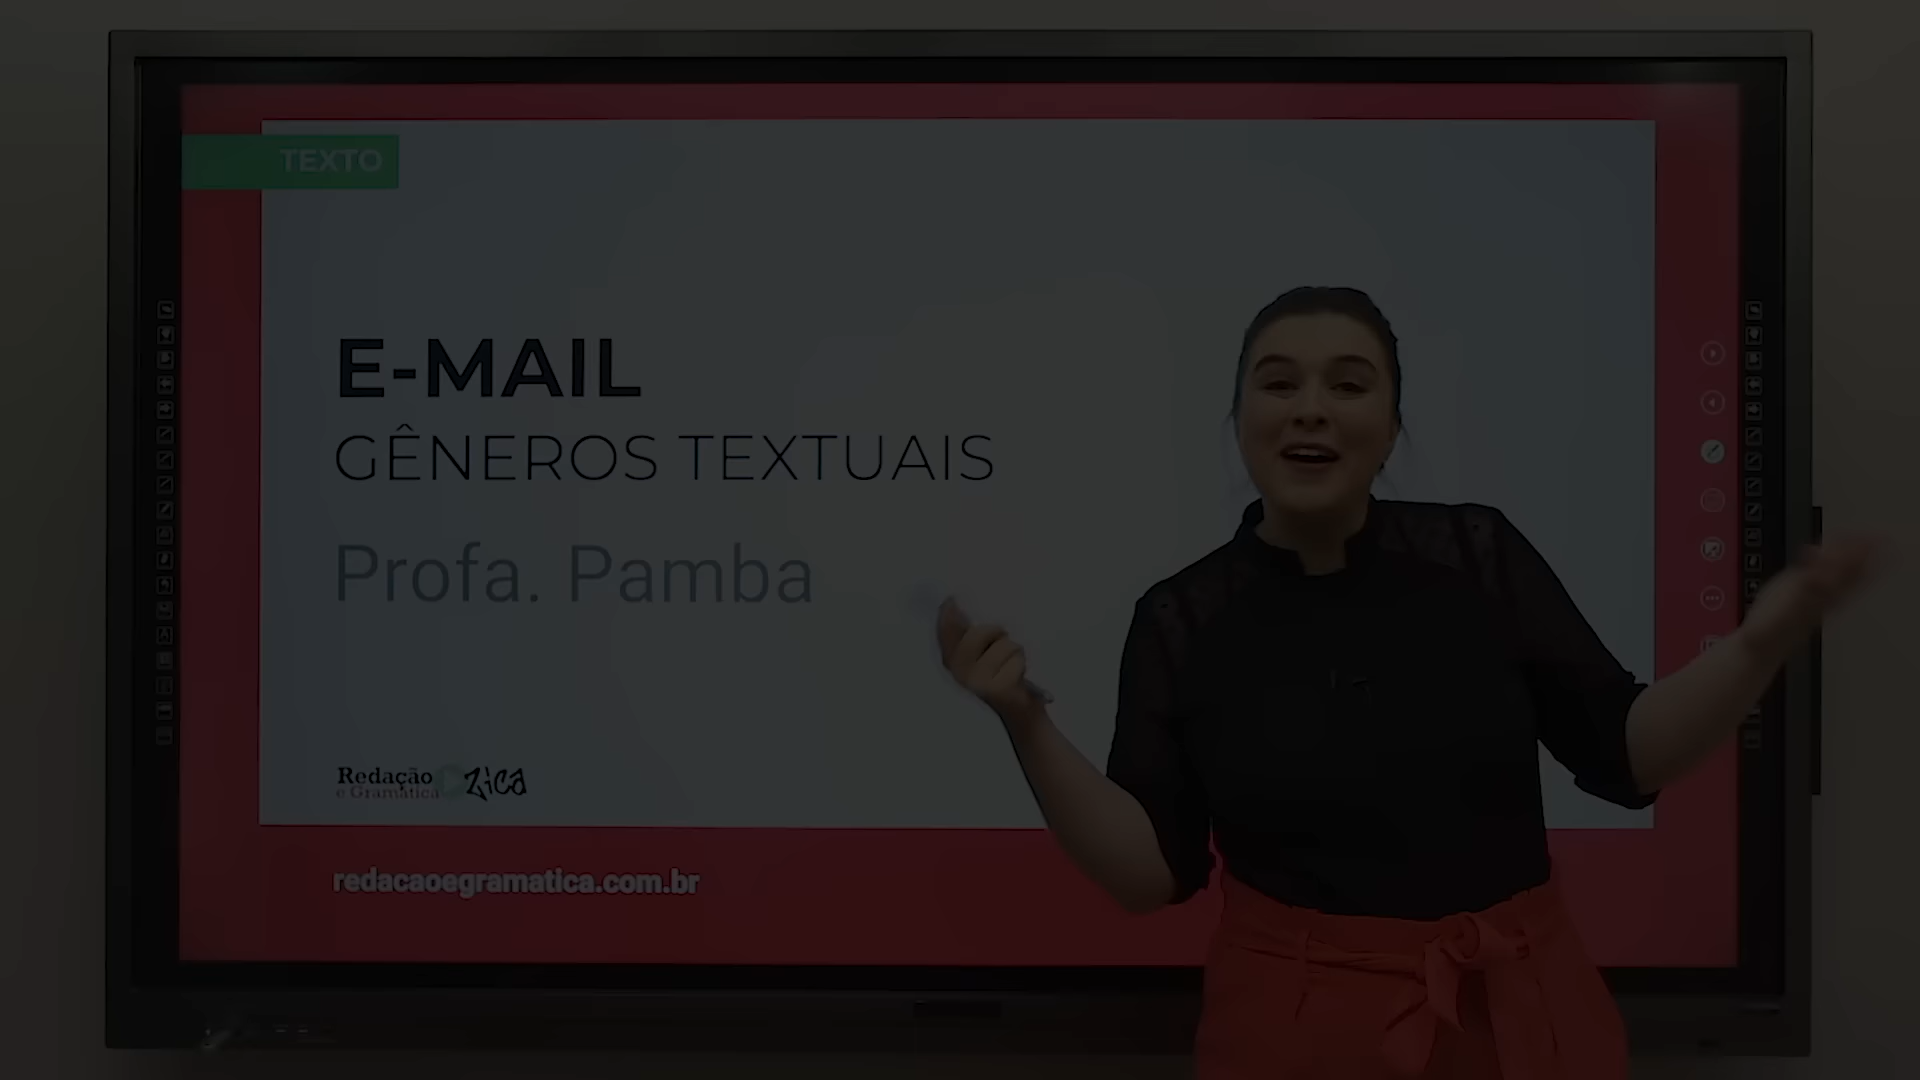 TEXTO
E-MAIL
GÊNEROS TEXTUAIS
Profa. Pamba
Redação
e Gramática
Zica
redacaoegramatica.com.br